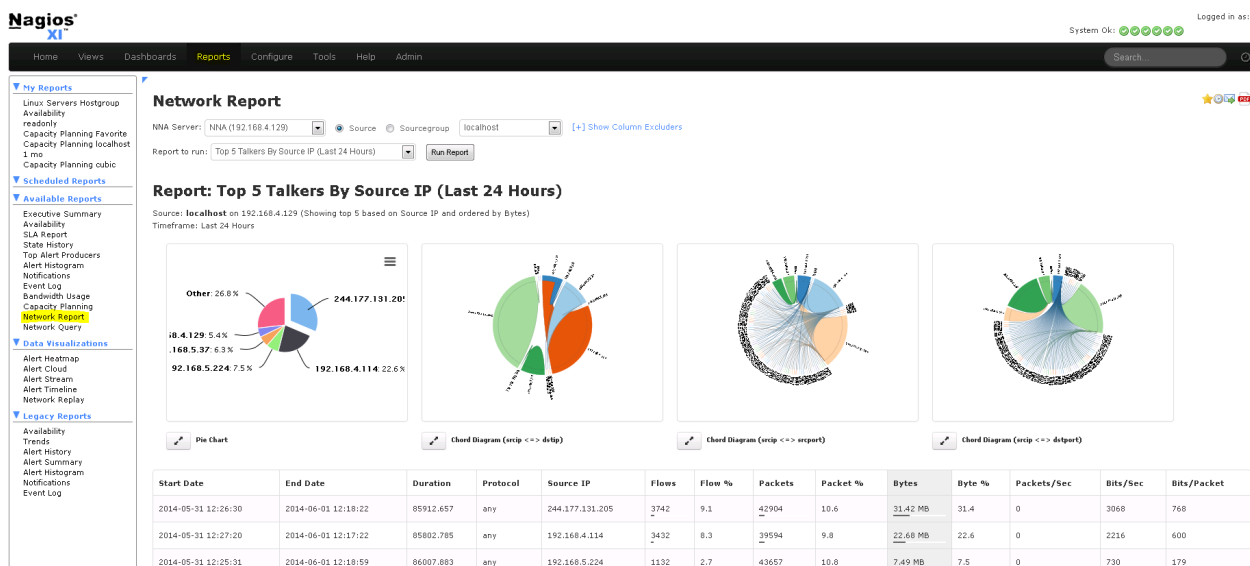 Nagios®
XI™
Logged in as:
System Ok:
Home Views Dashboards Reports Configure Tools Help Admin
Search...
My Reports
Linux Servers Hostgroup
Availability
readonly
Capacity Planning Favorite
Capacity Planning localhost
1 mo
Capacity Planning cubic
Scheduled Reports
Available Reports
Executive Summary
Availability
SLA Report
State History
Top Alert Producers
Alert Histogram
Notifications
Event Log
Bandwidth Usage
Capacity Planning
Network Report
Network Query
Data Visualizations
Alert Heatmap
Alert Cloud
Alert Stream
Alert Timeline
Network Replay
Legacy Reports
Availability
Trends
Alert History
Alert Summary
Alert Histogram
Notifications
Event Log
Network Report
PDF
NNA Server: NNA (192.168.4.129) Source Sourcegroup localhost [+] Show Column Excluders
Report to run: Top 5 Talkers By Source IP (Last 24 Hours) Run Report
Report: Top 5 Talkers By Source IP (Last 24 Hours)
Source: localhost on 192.168.4.129 (Showing top 5 based on Source IP and ordered by Bytes)
Timeframe: Last 24 Hours
Other: 26.8%
244.177.131.205
8.4.129: 5.4%
.168.5.37: 6.3%
92.168.5.224: 7.5%
192.168.4.114: 22.6%
Pie Chart
Chord Diagram (srcip <=> dstip)
Chord Diagram (srcip <=> srcport)
Chord Diagram (srcip <=> dstport)
Start Date End Date Duration Protocol Source IP Flows Flow % Packets Packet % Bytes Byte % Packets/Sec Bits/Sec Bits/Packet
2014-05-31 12:26:30 2014-06-01 12:18:22 85912.657 any 244.177.131.205 3742 9.1 42904 10.6 31.42 MB 31.4 0 3068 768
2014-05-31 12:27:20 2014-06-01 12:17:22 85802.785 any 192.168.4.114 3432 8.3 39594 9.8 22.68 MB 22.6 0 2216 600
2014-05-31 12:25:31 2014-06-01 12:18:59 86007.883 any 192.168.5.224 1132 2.7 43657 10.8 7.49 MB 7.5 0 730 179